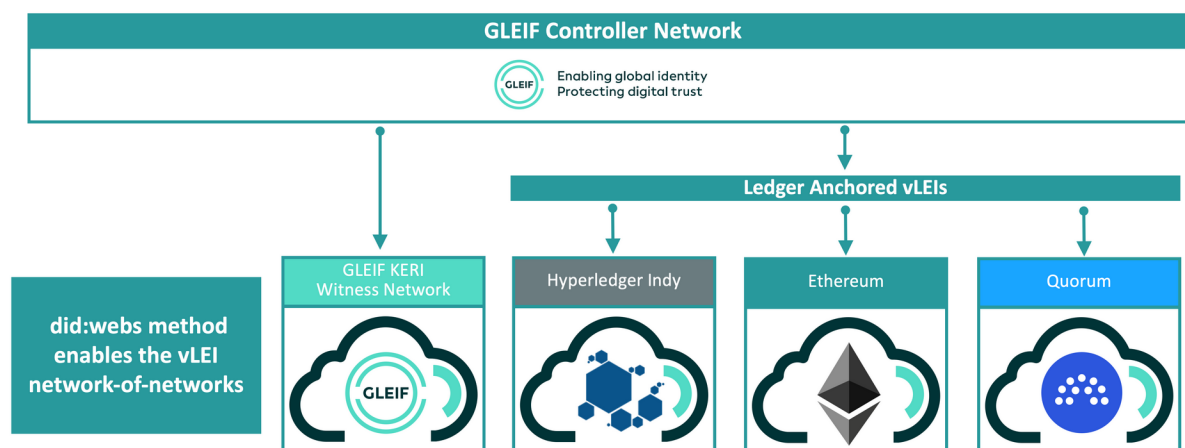 GLEIF Controller Network
GLEIF
Enabling global identity
Protecting digital trust
Ledger Anchored vLEIs
GLEIF KERI
Witness Network
Hyperledger Indy
Ethereum
Quorum
did:webs method
enables the vLEI
network-of-networks
GLEIF